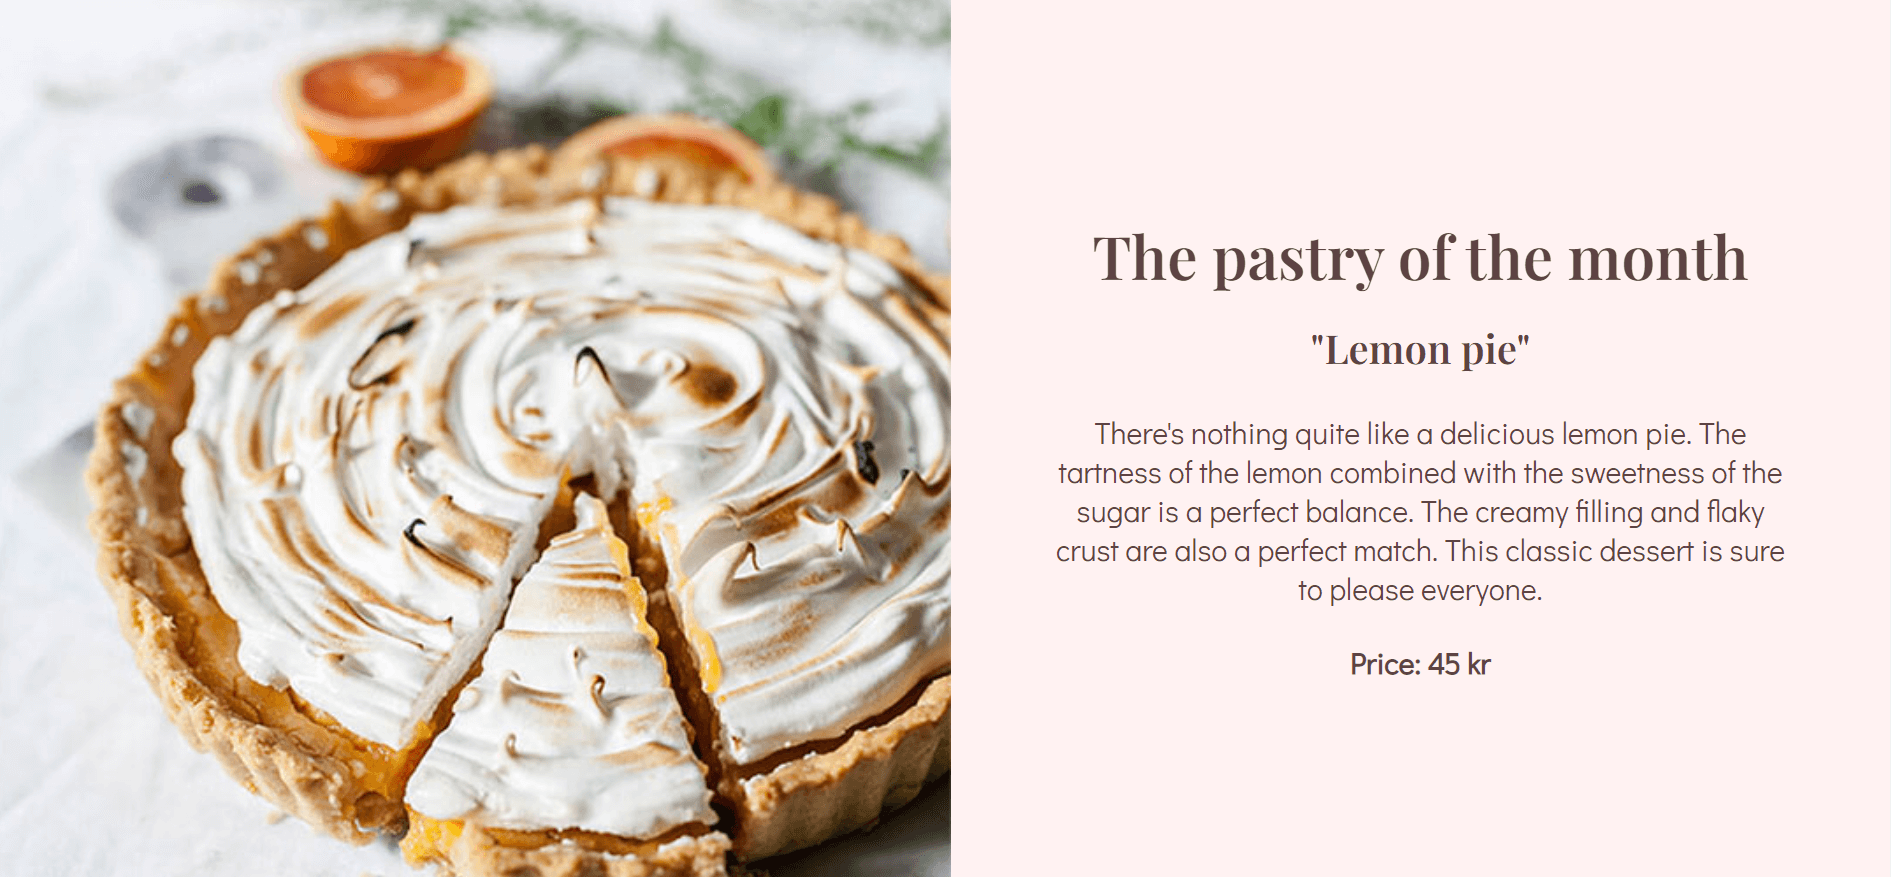 The pastry of the month
"Lemon pie"
There's nothing quite like a delicious lemon pie. The
tartness of the lemon combined with the sweetness of the
sugar is a perfect balance. The creamy filling and flaky
crust are also a perfect match. This classic dessert is sure
to please everyone.
Price: 45 kr